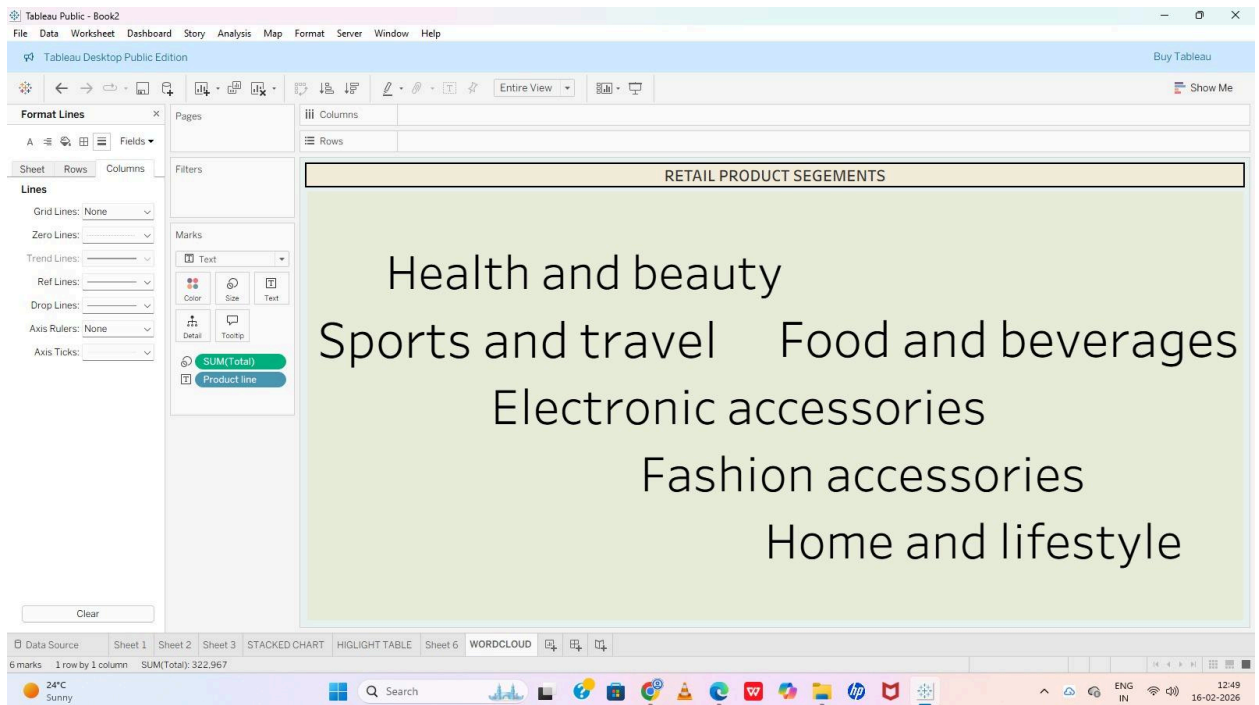 Tableau Public - Book2
File Data Worksheet Dashboard Story Analysis Map Format Server Window Help
Tableau Desktop Public Edition Buy Tableau
Entire View Show Me
Format Lines
Fields
Sheet Rows Columns
Lines
Grid Lines: None
Zero Lines:
Trend Lines:
Ref Lines:
Drop Lines:
Axis Rulers: None
Axis Ticks:
Clear
Pages
Filters
Marks
Text
Color Size Text
Detail Tooltip
SUM(Total)
Product line
Columns
Rows
RETAIL PRODUCT SEGEMENTS
Health and beauty
Sports and travel Food and beverages
Electronic accessories
Fashion accessories
Home and lifestyle
Data Source Sheet 1 Sheet 2 Sheet 3 STACKED CHART HIGLIGHT TABLE Sheet 6 WORDCLOUD
6 marks 1 row by 1 column SUM(Total): 322,967
24°C
Sunny
Search
ENG
IN
12:49
16-02-2026